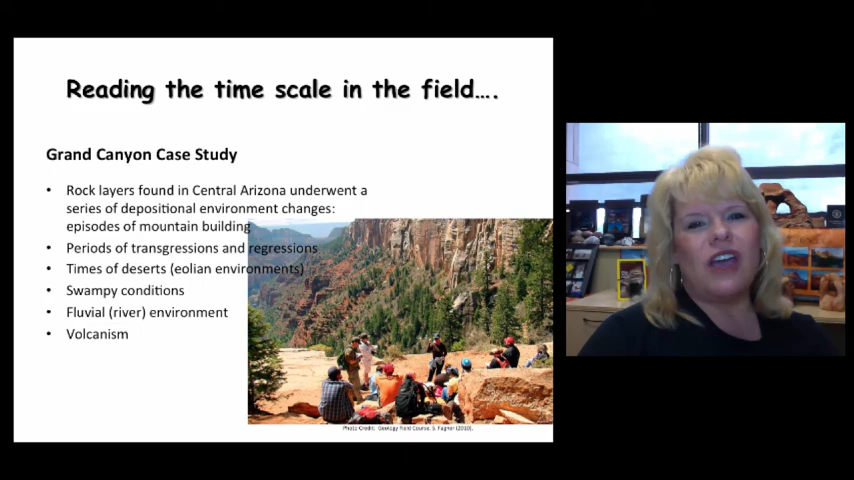 Reading the time scale in the field….
Grand Canyon Case Study
• Rock layers found in Central Arizona underwent a
series of depositional environment changes:
episodes of mountain building
• Periods of transgressions and regressions
• Times of deserts (eolian environments)
• Swampy conditions
• Fluvial (river) environment
• Volcanism
Photo Credit: Geology Field Course, S. Fagner (2010).